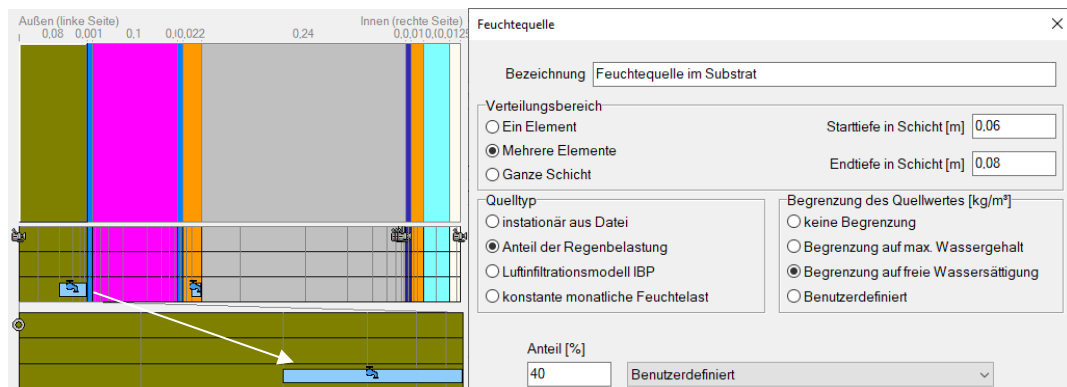 Außen (linke Seite) Innen (rechte Seite)
0,08 0,001 0,1 0,022 0,24 0,0125
Feuchtequelle
Bezeichnung Feuchtequelle im Substrat
Verteilungsbereich
Ein Element Starttiefe in Schicht [m] 0,06
Mehrere Elemente Endtiefe in Schicht [m] 0,08
Ganze Schicht
Quelltyp Begrenzung des Quellwertes [kg/m³]
instationär aus Datei keine Begrenzung
Anteil der Regenbelastung Begrenzung auf max. Wassergehalt
Luftinfiltrationsmodell IBP Begrenzung auf freie Wassersättigung
konstante monatliche Feuchtelast Benutzerdefiniert
Anteil [%]
40 Benutzerdefiniert